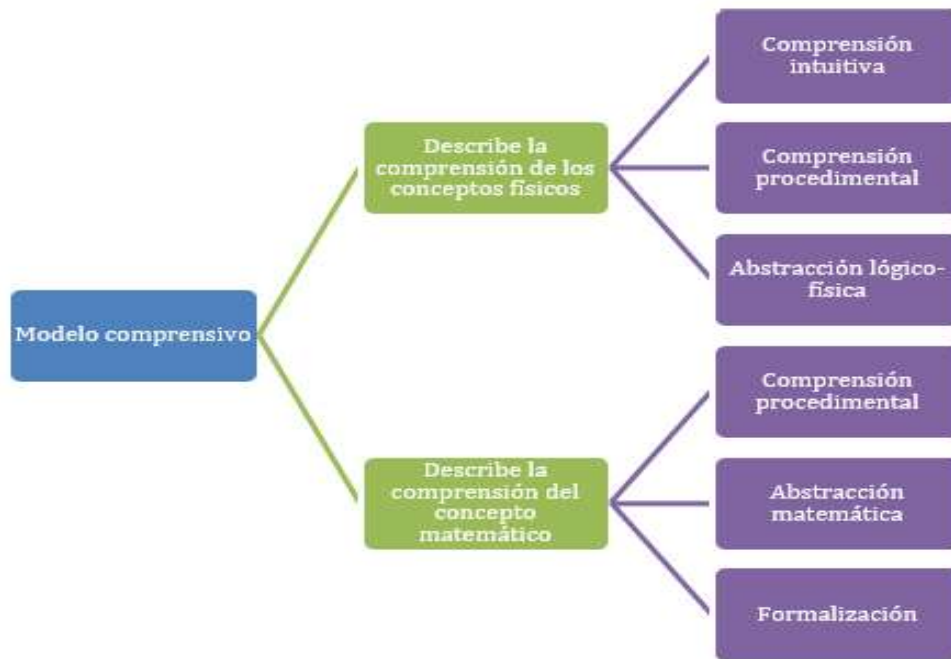 Modelo comprensivo
Describe la
comprensión de los
conceptos físicos
Comprensión
intuitiva
Comprensión
procedimental
Abstracción lógico-
física
Describe la
comprensión del
concepto
matemático
Comprensión
procedimental
Abstracción
matemática
Formalización